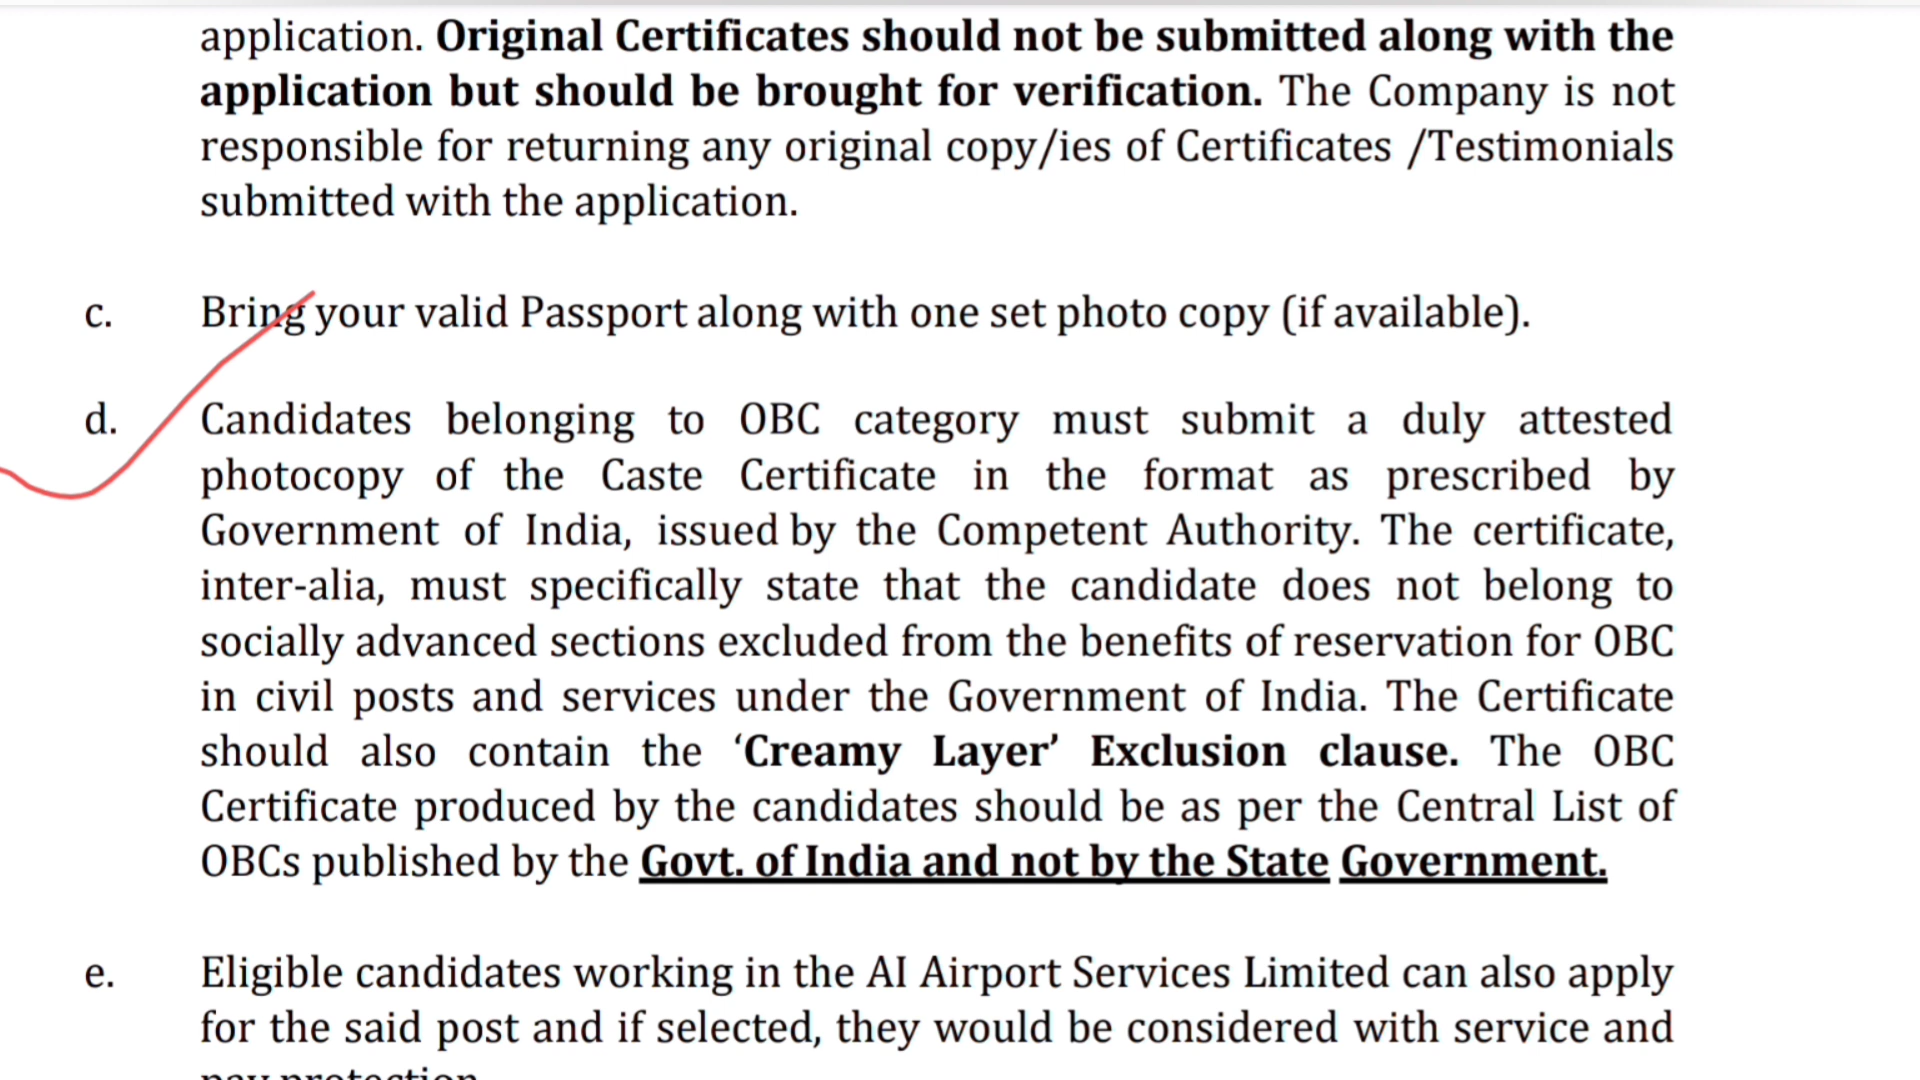 application. Original Certificates should not be submitted along with the
application but should be brought for verification. The Company is not
responsible for returning any original copy/ies of Certificates /Testimonials
submitted with the application.
c. Bring your valid Passport along with one set photo copy (if available).
d. Candidates belonging to OBC category must submit a duly attested
photocopy of the Caste Certificate in the format as prescribed by
Government of India, issued by the Competent Authority. The certificate,
inter-alia, must specifically state that the candidate does not belong to
socially advanced sections excluded from the benefits of reservation for OBC
in civil posts and services under the Government of India. The Certificate
should also contain the ‘Creamy Layer’ Exclusion clause. The OBC
Certificate produced by the candidates should be as per the Central List of
OBCs published by the Govt. of India and not by the State Government.
e. Eligible candidates working in the AI Airport Services Limited can also apply
for the said post and if selected, they would be considered with service and
pay protection